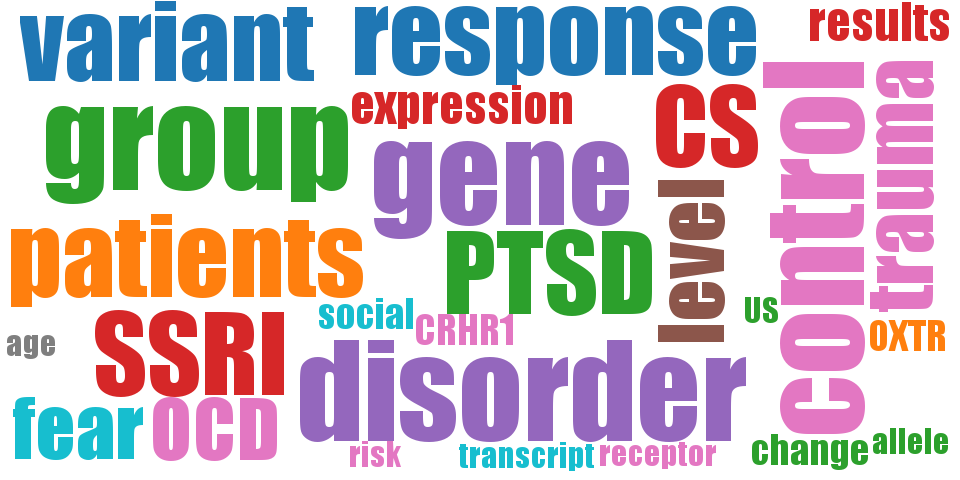 variant
response
results
group
expression
CS
control
trauma
gene
patients
PTSD
level
US
social
CRHR1
OXTR
age
SSRI
disorder
fear
OCD
risk
transcript
receptor
change
allele